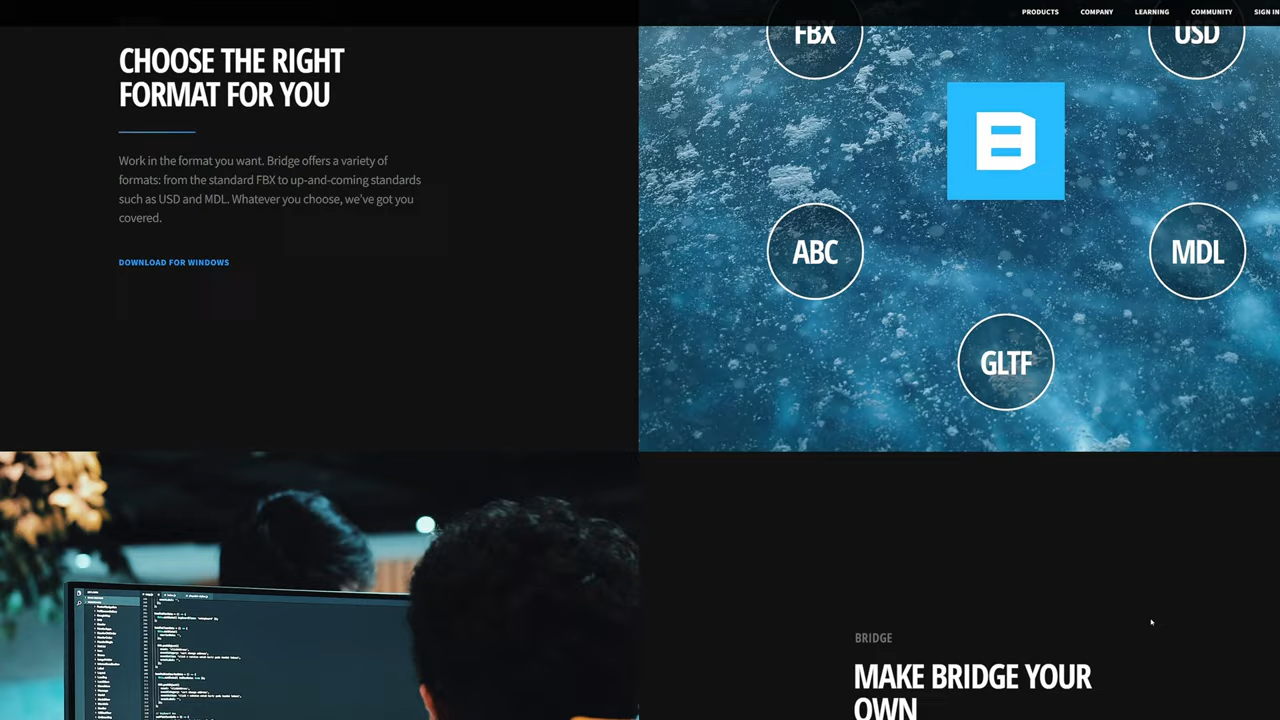 PRODUCTS COMPANY LEARNING COMMUNITY SIGN IN
CHOOSE THE RIGHT
FORMAT FOR YOU
Work in the format you want. Bridge offers a variety of
formats: from the standard FBX to up-and-coming standards
such as USD and MDL. Whatever you choose, we've got you
covered.
DOWNLOAD FOR WINDOWS
FBX
USD
B
ABC
MDL
GLTF
BRIDGE
MAKE BRIDGE YOUR
OWN